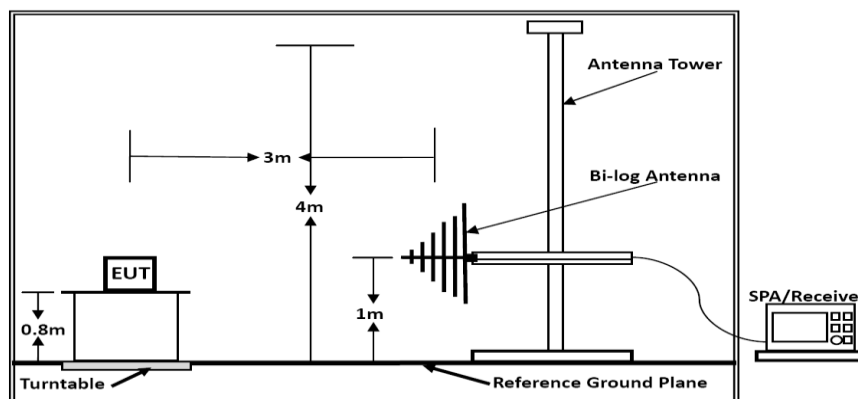 Antenna Tower
3m
Bi-log Antenna
4m
EUT
1m
0.8m
SPA/Receive
Turntable
Reference Ground Plane